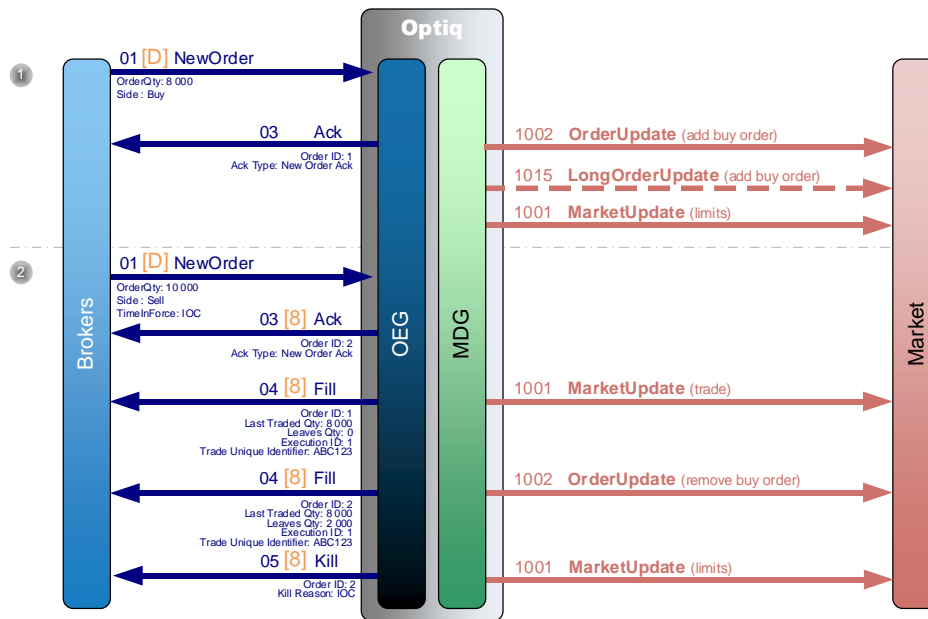 Optiq
1
01 [D] NewOrder
OrderQty: 8 000
Side : Buy
03 Ack
Order ID: 1
Ack Type: New Order Ack
1002 OrderUpdate (add buy order)
1015 LongOrderUpdate (add buy order)
1001 MarketUpdate (limits)
2
01 [D] NewOrder
OrderQty: 10 000
Side : Sell
TimeInForce: IOC
03 [8] Ack
Order ID: 2
Ack Type: New Order Ack
04 [8] Fill
Order ID: 1
Last Traded Qty: 8 000
Leaves Qty: 0
Execution ID: 1
Trade Unique Identifier: ABC123
1001 MarketUpdate (trade)
04 [8] Fill
Order ID: 2
Last Traded Qty: 8 000
Leaves Qty: 2 000
Execution ID: 1
Trade Unique Identifier: ABC123
1002 OrderUpdate (remove buy order)
05 [8] Kill
Order ID: 2
Kill Reason: IOC
1001 MarketUpdate (limits)
Brokers
OEG
MDG
Market